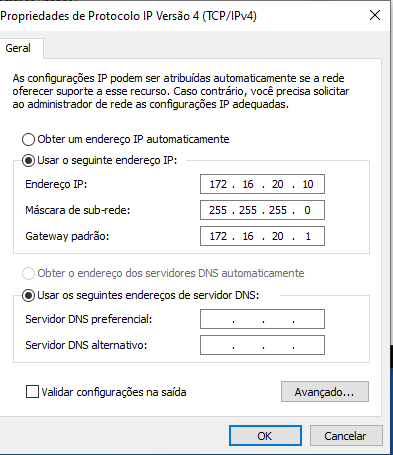 Propriedades de Protocolo IP Versão 4 (TCP/IPv4)
Geral
As configurações IP podem ser atribuídas automaticamente se a rede
oferecer suporte a esse recurso. Caso contrário, você precisa solicitar
ao administrador de rede as configurações IP adequadas.
Obter um endereço IP automaticamente
Usar o seguinte endereço IP:
Endereço IP: 172 . 16 . 20 . 10
Máscara de sub-rede: 255 . 255 . 255 . 0
Gateway padrão: 172 . 16 . 20 . 1
Obter o endereço dos servidores DNS automaticamente
Usar os seguintes endereços de servidor DNS:
Servidor DNS preferencial: . . .
Servidor DNS alternativo: . . .
Validar configurações na saída
Avançado...
OK Cancelar